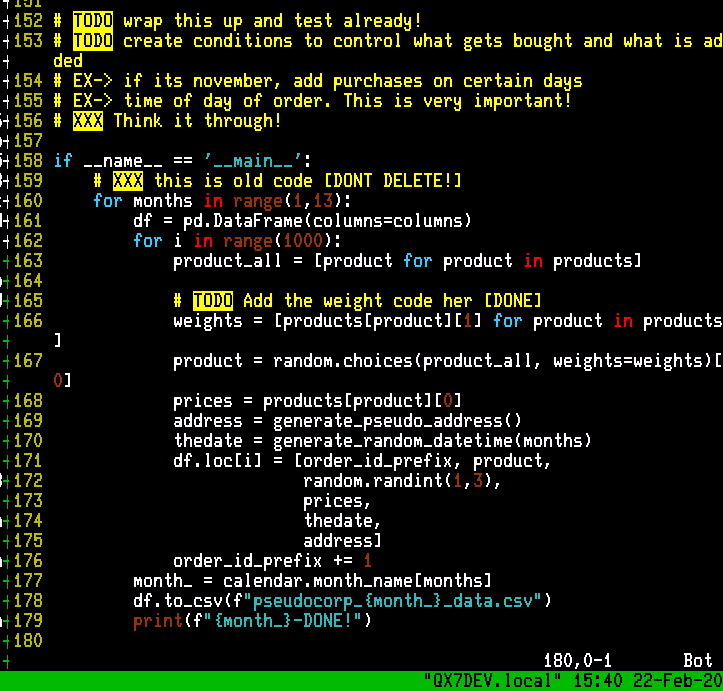 151
152 # TODO wrap this up and test already!
153 # TODO create conditions to control what gets bought and what is ad
ded
154 # EX-> if its november, add purchases on certain days
155 # EX-> time of day of order. This is very important!
156 # XXX Think it through!
157
158 if __name__ == '__main__':
159     # XXX this is old code [DONT DELETE!]
160     for months in range(1,13):
161         df = pd.DataFrame(columns=columns)
162         for i in range(1000):
163             product_all = [product for product in products]
164
165             # TODO Add the weight code her [DONE]
166             weights = [products[product][1] for product in products
]
167             product = random.choices(product_all, weights=weights)[
0]
168             prices = products[product][0]
169             address = generate_pseudo_address()
170             thedate = generate_random_datetime(months)
171             df.loc[i] = [order_id_prefix, product,
172                          random.randint(1,3),
173                          prices,
174                          thedate,
175                          address]
176             order_id_prefix += 1
177         month_ = calendar.month_name[months]
178         df.to_csv(f"pseudocorp_{month_}_data.csv")
179         print(f"{month_}-DONE!")
180
180,0-1 Bot
"QX7DEV.local" 15:40 22-Feb-20